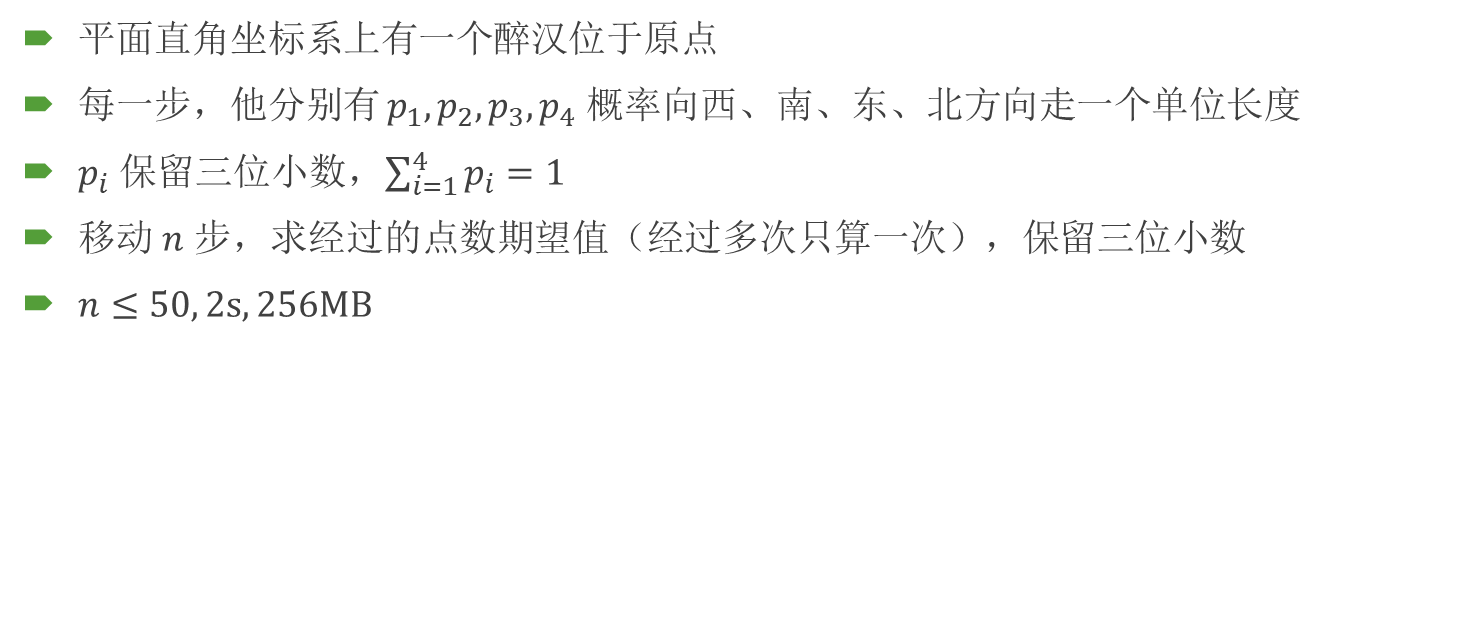 平面直角坐标系上有一个醉汉位于原点
每一步，他分别有 p₁,p₂,p₃,p₄ 概率向西、南、东、北方向走一个单位长度
pᵢ 保留三位小数，∑⁴ᵢ₌₁ pᵢ = 1
移动 n 步，求经过的点数期望值（经过多次只算一次），保留三位小数
n ≤ 50, 2s, 256MB